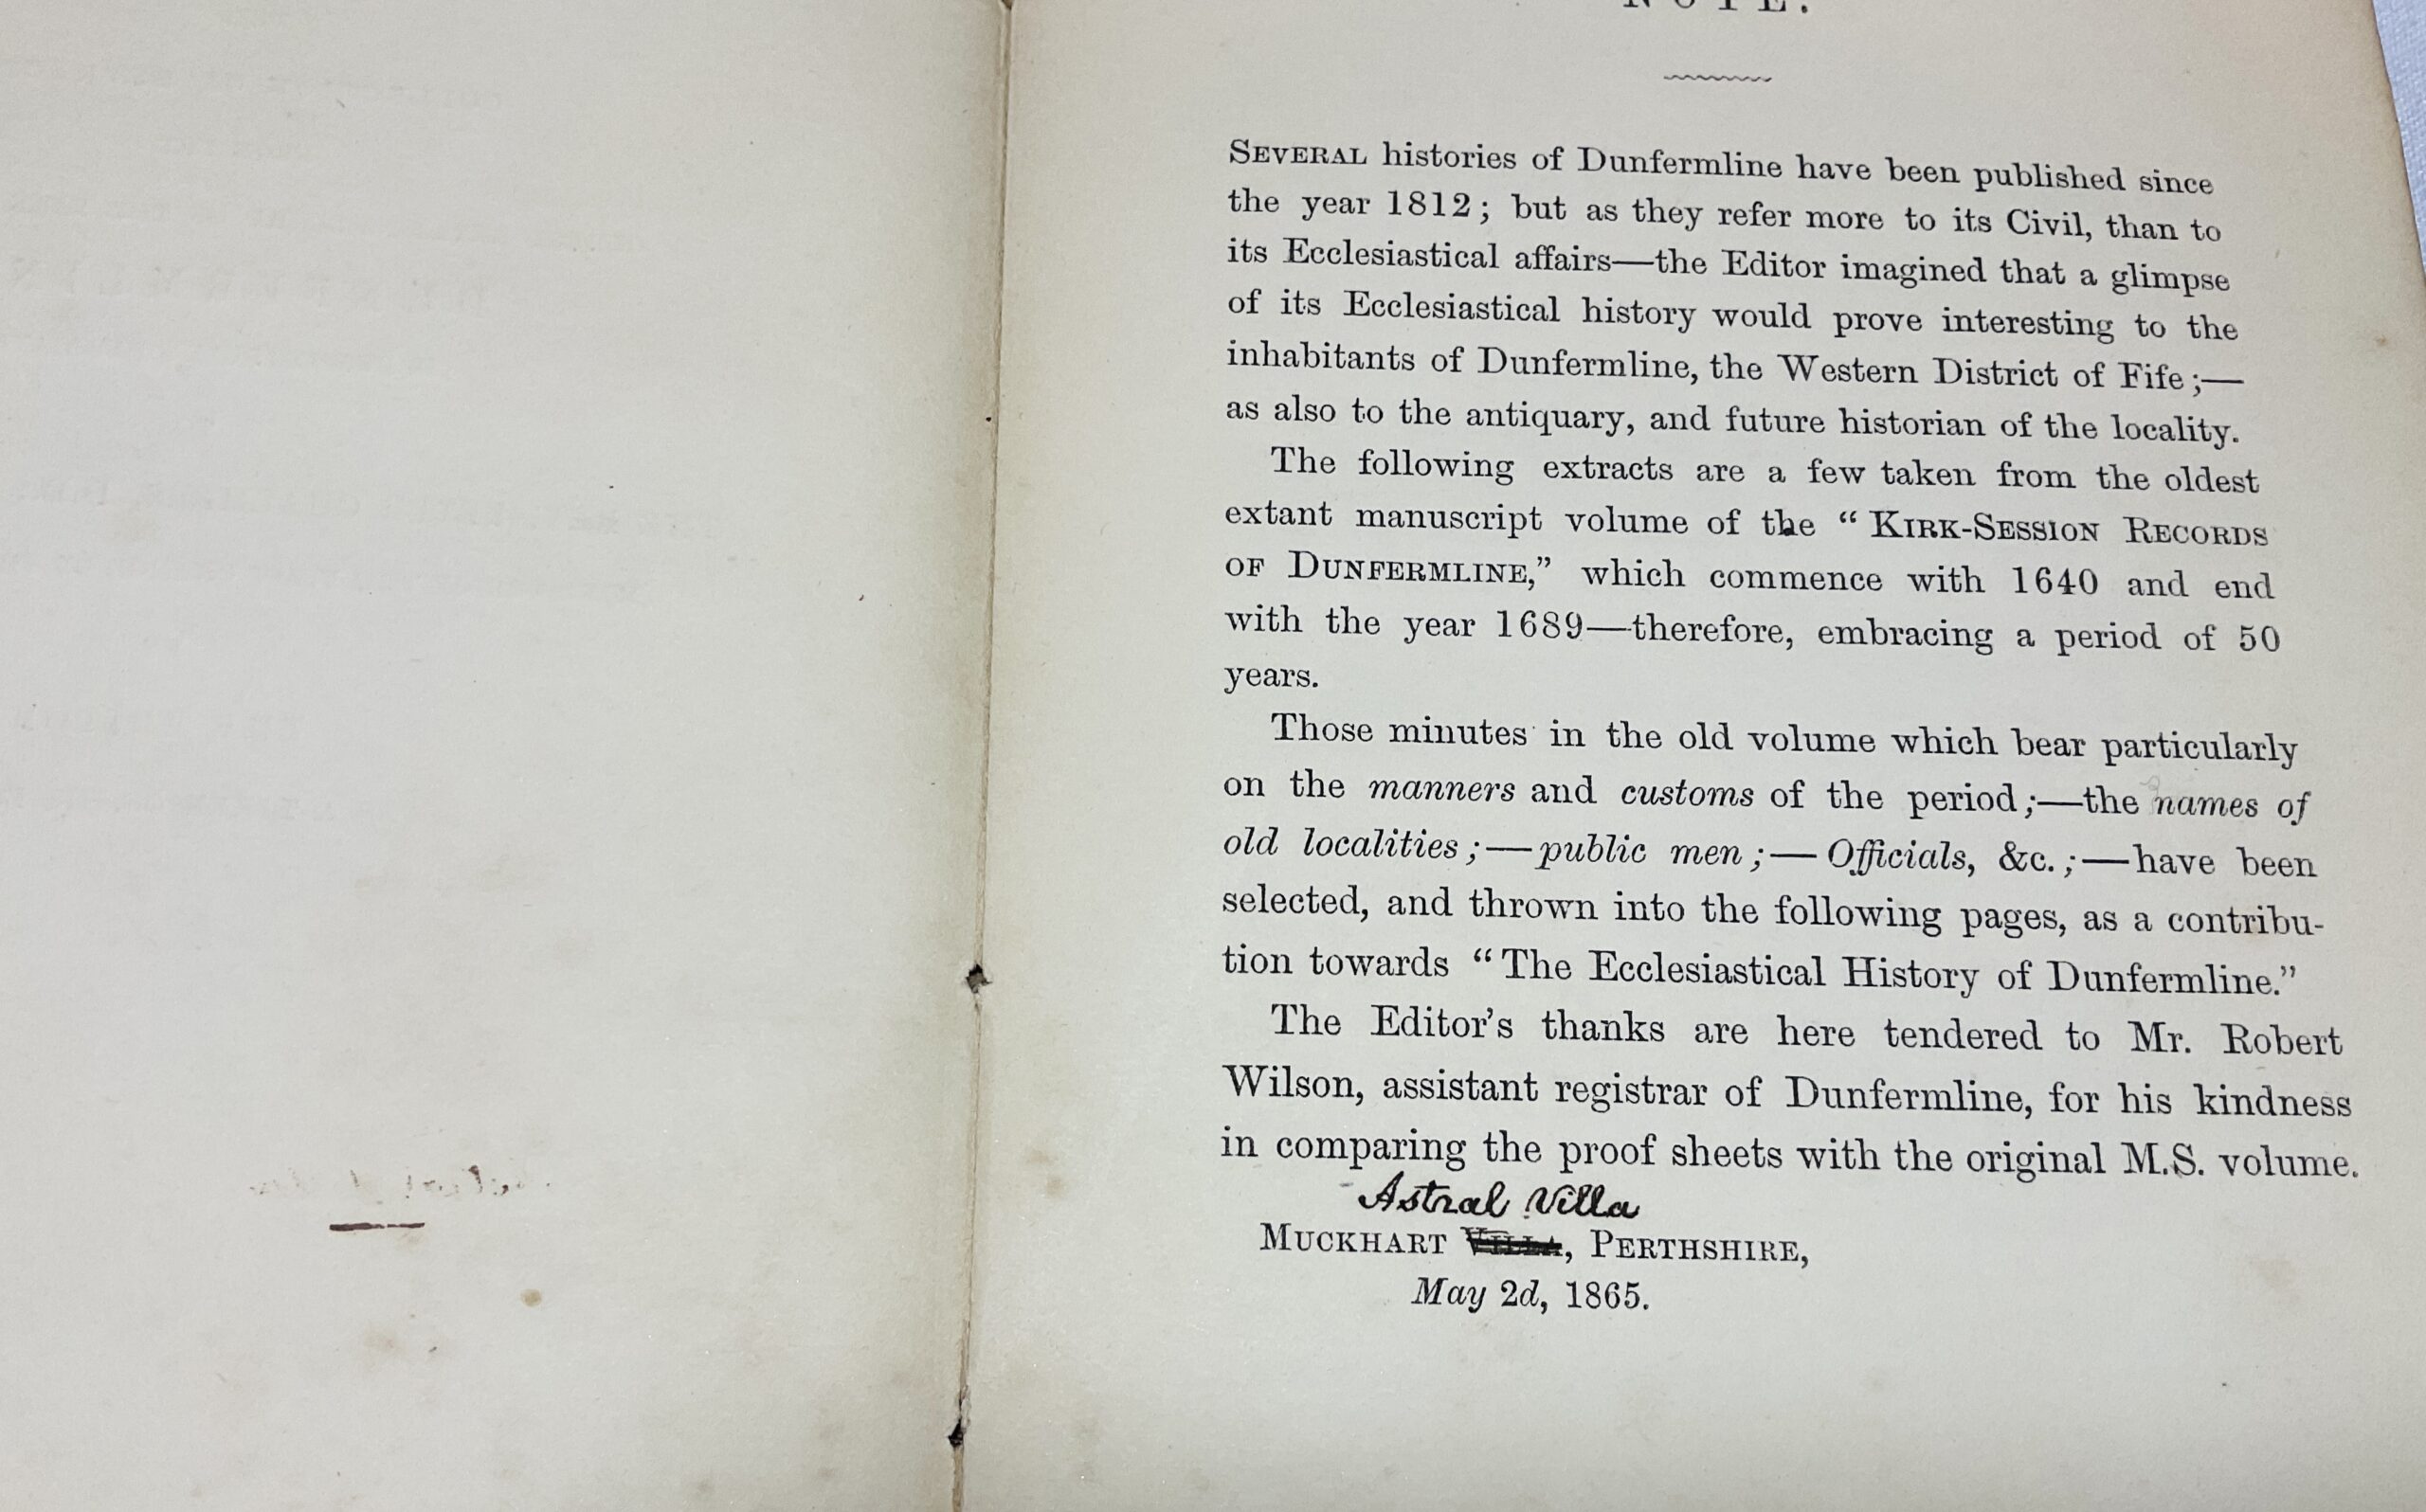 NOTE.
SEVERAL histories of Dunfermline have been published since
the year 1812; but as they refer more to its Civil, than to
its Ecclesiastical affairs—the Editor imagined that a glimpse
of its Ecclesiastical history would prove interesting to the
inhabitants of Dunfermline, the Western District of Fife;—
as also to the antiquary, and future historian of the locality.
The following extracts are a few taken from the oldest
extant manuscript volume of the “KIRK-SESSION RECORDS
OF DUNFERMLINE,” which commence with 1640 and end
with the year 1689—therefore, embracing a period of 50
years.
Those minutes in the old volume which bear particularly
on the manners and customs of the period;—the names of
old localities;—public men;—Officials, &c.;—have been
selected, and thrown into the following pages, as a contribu-
tion towards “The Ecclesiastical History of Dunfermline.”
The Editor’s thanks are here tendered to Mr. Robert
Wilson, assistant registrar of Dunfermline, for his kindness
in comparing the proof sheets with the original M.S. volume.
Astral Villa
MUCKHART VILLA, PERTHSHIRE,
May 2d, 1865.